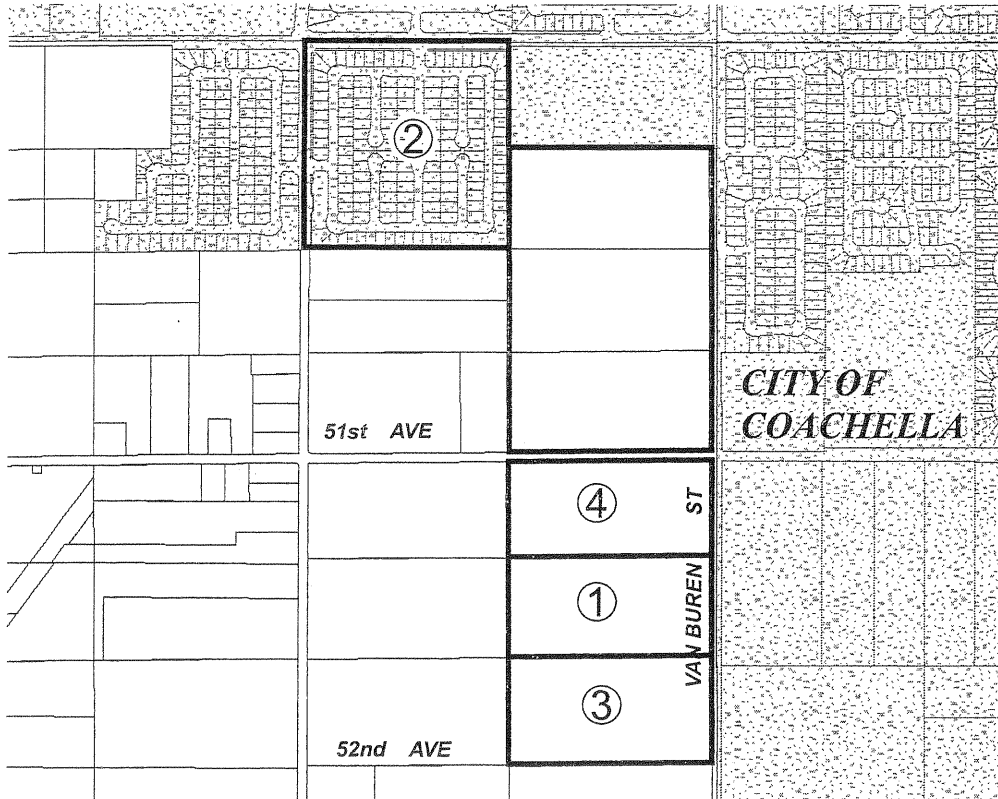 ②
CITY OF
COACHELLA
51st AVE
④
ST
①
VAN BUREN
③
52nd AVE